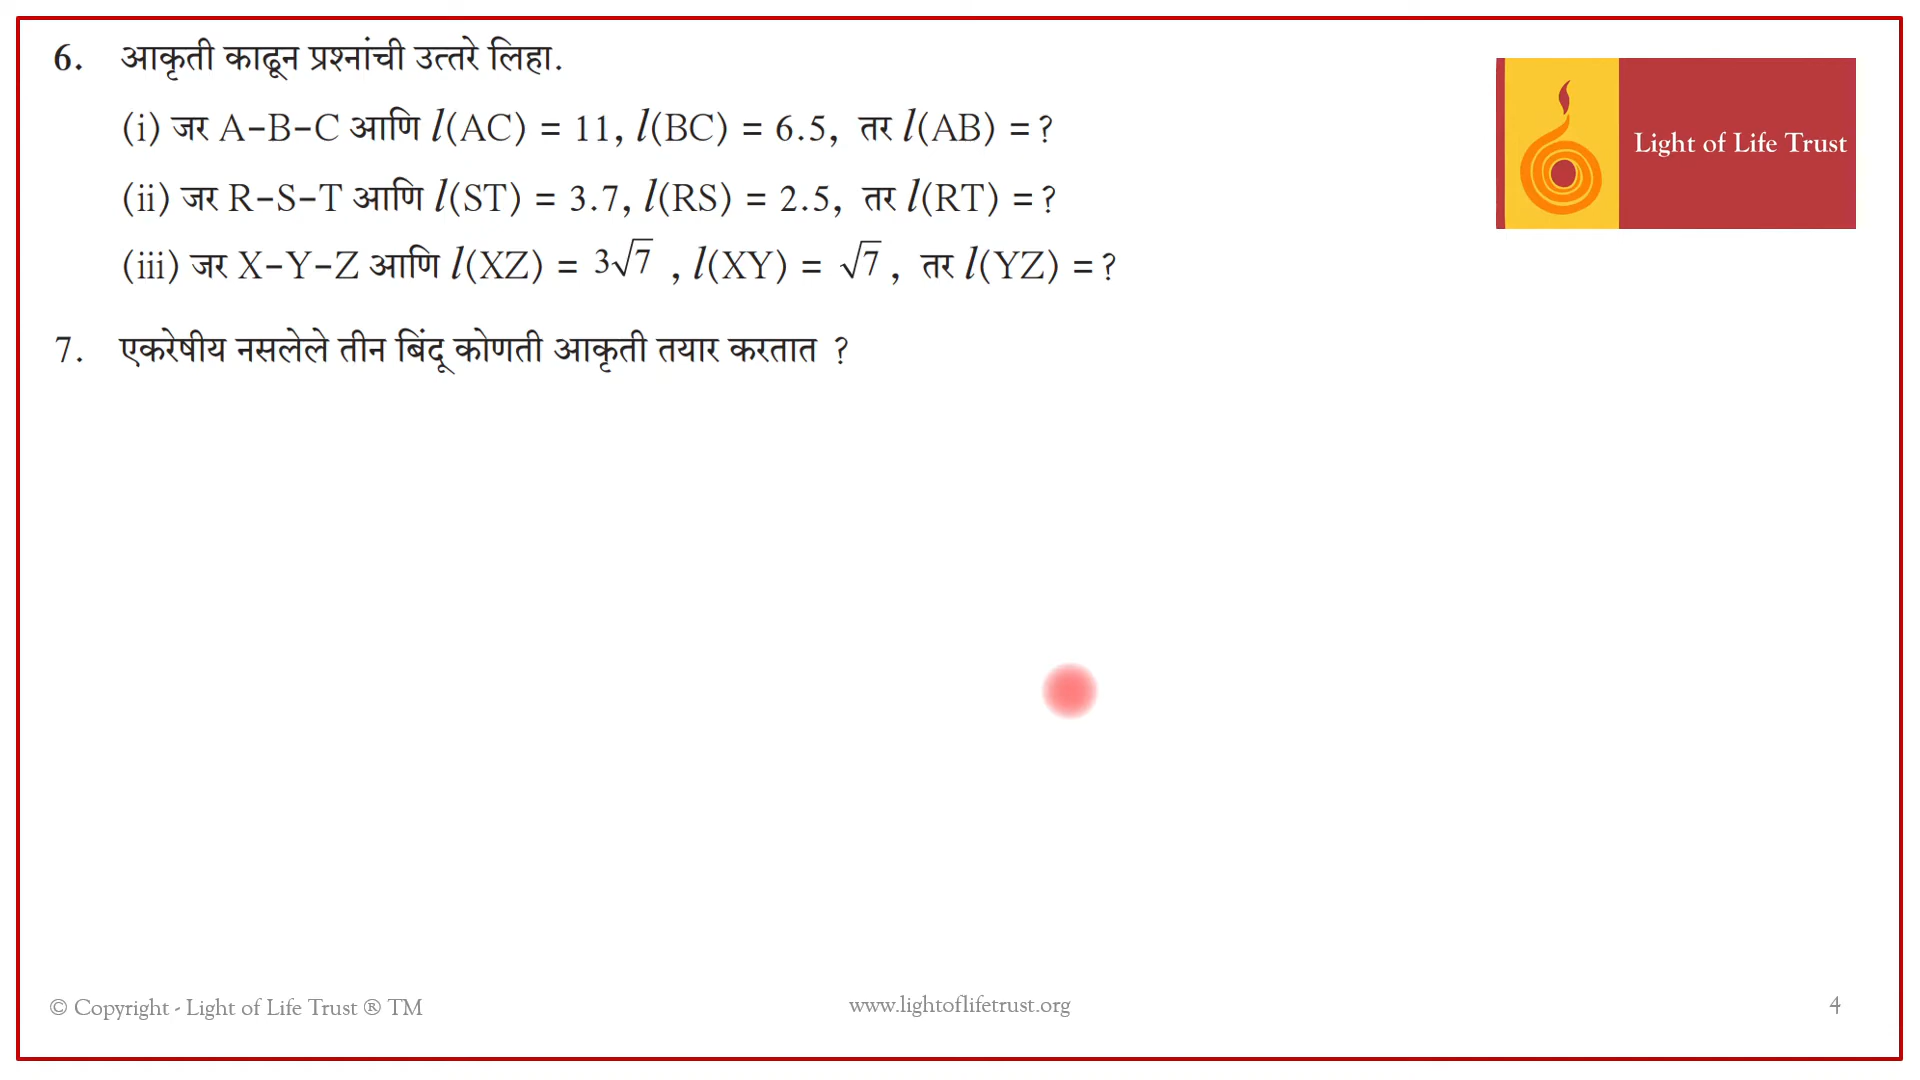 6. आकृती काढून प्रश्नांची उत्तरे लिहा.
(i) जर A-B-C आणि l(AC) = 11, l(BC) = 6.5, तर l(AB) = ?
(ii) जर R-S-T आणि l(ST) = 3.7, l(RS) = 2.5, तर l(RT) = ?
(iii) जर X-Y-Z आणि l(XZ) = 3√7 , l(XY) = √7 , तर l(YZ) = ?
7. एकरेषीय नसलेले तीन बिंदू कोणती आकृती तयार करतात ?
Light of Life Trust
© Copyright - Light of Life Trust ® TM
www.lightoflifetrust.org
4